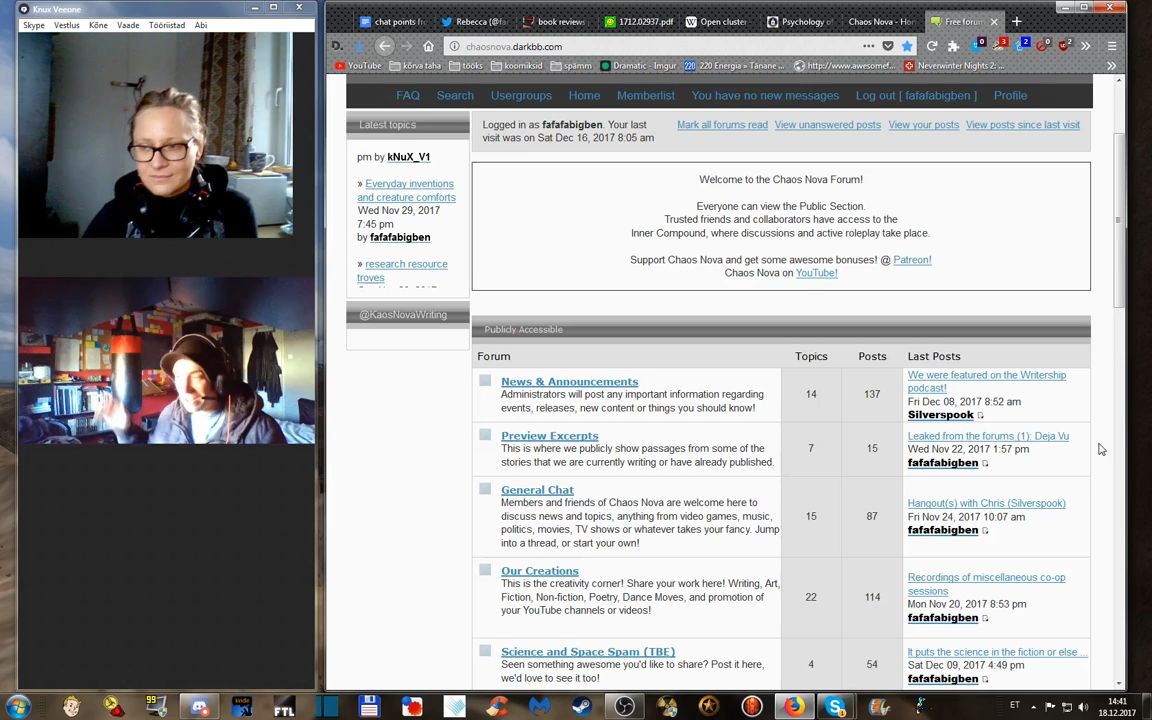 Knux Veeone
Skype Vestlus Kõne Vaade Tööriistad Abi
chat points fr
Twitter
Rebecca (@fa
book reviews
1712.02937.pdf
Open cluste
Psychology o
Chaos Nova - Ho
Free forum
chaosnova.darkbb.com
0 3 2 0 2
YouTube
kõrva taha
tööks
koomiksid
spämm
Dramatic - Imgur
220 Energia » Tänane ...
http://www.awesomef...
Neverwinter Nights 2: ...
FAQ Search Usergroups Home Memberlist You have no new messages Log out [ fafafabigben ] Profile
Latest topics
pm by kNuX_V1
» Everyday inventions
and creature comforts
Wed Nov 29, 2017
7:45 pm
by fafafabigben
» research resource
troves
@KaosNovaWriting
Logged in as fafafabigben. Your last
visit was on Sat Dec 16, 2017 8:05 am
Mark all forums read View unanswered posts View your posts View posts since last visit
Welcome to the Chaos Nova Forum!
Everyone can view the Public Section.
Trusted friends and collaborators have access to the
Inner Compound, where discussions and active roleplay take place.
Support Chaos Nova and get some awesome bonuses! @ Patreon!
Chaos Nova on YouTube!
Publicly Accessible
Forum Topics Posts Last Posts
News & Announcements
Administrators will post any important information regarding
events, releases, new content or things you should know!
14 137
We were featured on the Writership
podcast!
Fri Dec 08, 2017 8:52 am
Silverspook
Preview Excerpts
This is where we publicly show passages from some of the
stories that we are currently writing or have already published.
7 15
Leaked from the forums (1): Deja Vu
Wed Nov 22, 2017 1:57 pm
fafafabigben
General Chat
Members and friends of Chaos Nova are welcome here to
discuss news and topics, anything from video games, music,
politics, movies, TV shows or whatever takes your fancy. Jump
into a thread, or start your own!
15 87
Hangout(s) with Chris (Silverspook)
Fri Nov 24, 2017 10:07 am
fafafabigben
Our Creations
This is the creativity corner! Share your work here! Writing, Art,
Fiction, Non-fiction, Poetry, Dance Moves, and promotion of
your YouTube channels or videos!
22 114
Recordings of miscellaneous co-op
sessions
Mon Nov 20, 2017 8:53 pm
fafafabigben
Science and Space Spam (TBE)
Seen something awesome you'd like to share? Post it here,
we'd love to see it too!
4 54
It puts the science in the fiction or else ...
Sat Dec 09, 2017 4:49 pm
fafafabigben
99
kindle
FTL
ET
14:41
18.12.2017